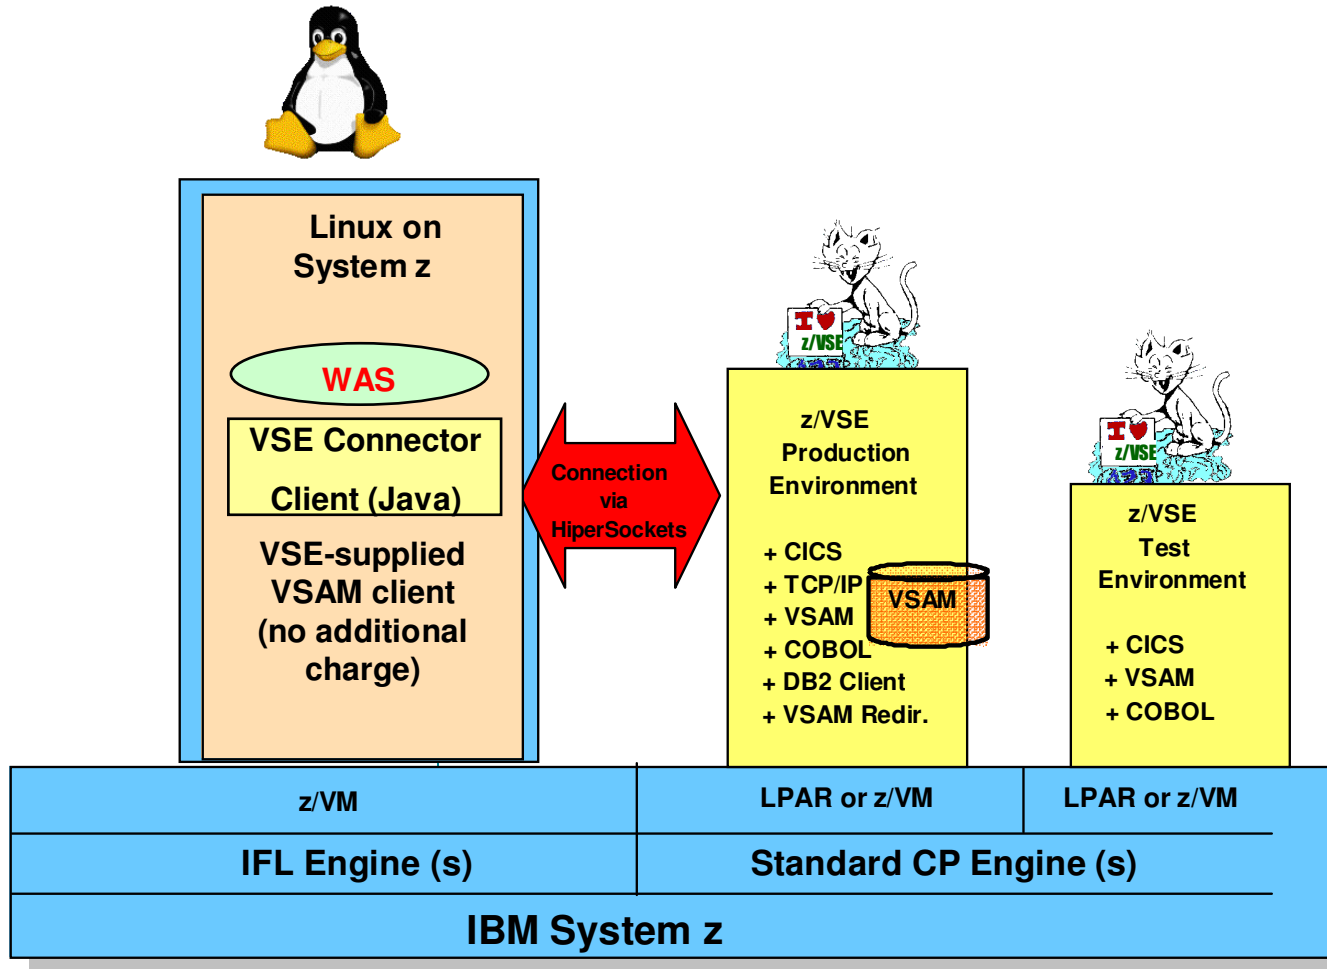 Linux on
System z
WAS
VSE Connector
Client (Java)
VSE-supplied
VSAM client
(no additional
charge)
Connection
via
HiperSockets
I
z/VSE
z/VSE
Production
Environment
+ CICS
+ TCP/IP
+ VSAM
+ COBOL
+ DB2 Client
+ VSAM Redir.
VSAM
I
z/VSE
z/VSE
Test
Environment
+ CICS
+ VSAM
+ COBOL
z/VM
LPAR or z/VM
LPAR or z/VM
IFL Engine (s)
Standard CP Engine (s)
IBM System z